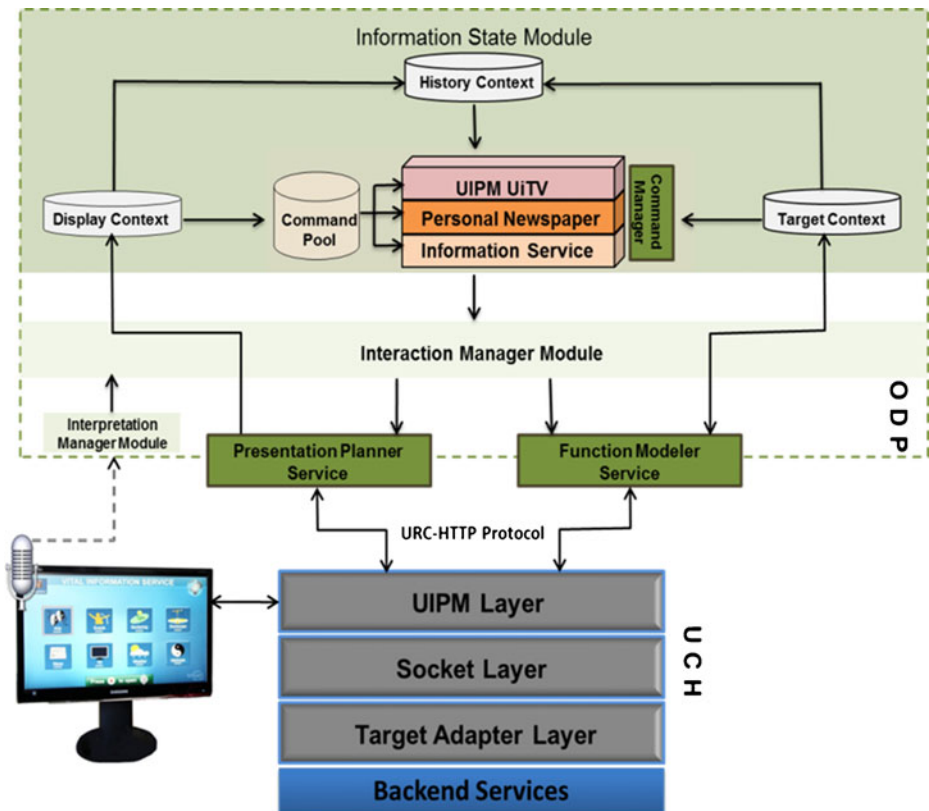 Information State Module
History Context
UIPM UiTV
Personal Newspaper
Information Service
Command
Manager
Display Context
Command
Pool
Target Context
Interaction Manager Module
ODP
Interpretation
Manager Module
Presentation Planner
Service
Function Modeler
Service
URC-HTTP Protocol
VITAL INFORMATION SERVICE
UIPM Layer
Socket Layer
Target Adapter Layer
Backend Services
UCH
SAMSUNG